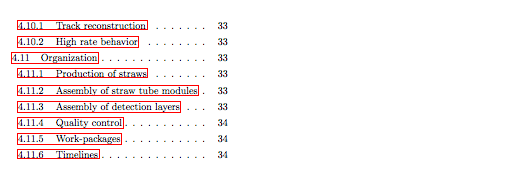 4.10.1 Track reconstruction . . . . . . . 33
4.10.2 High rate behavior . . . . . . . . 33
4.11 Organization . . . . . . . . . . . . . . 33
4.11.1 Production of straws . . . . . . . 33
4.11.2 Assembly of straw tube modules . 33
4.11.3 Assembly of detection layers . . . 33
4.11.4 Quality control . . . . . . . . . . . 34
4.11.5 Work-packages . . . . . . . . . . . 34
4.11.6 Timelines . . . . . . . . . . . . . . 34